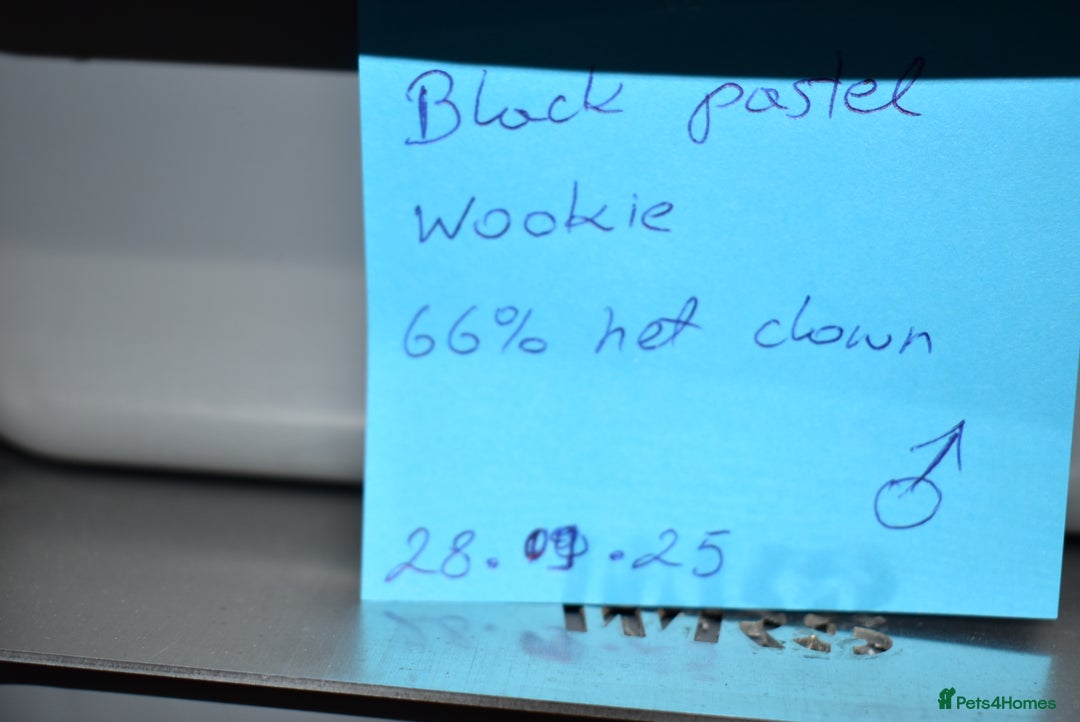 Black pastel
Wookie
66% het clown
♂
28. 09 .25
Pets4Homes